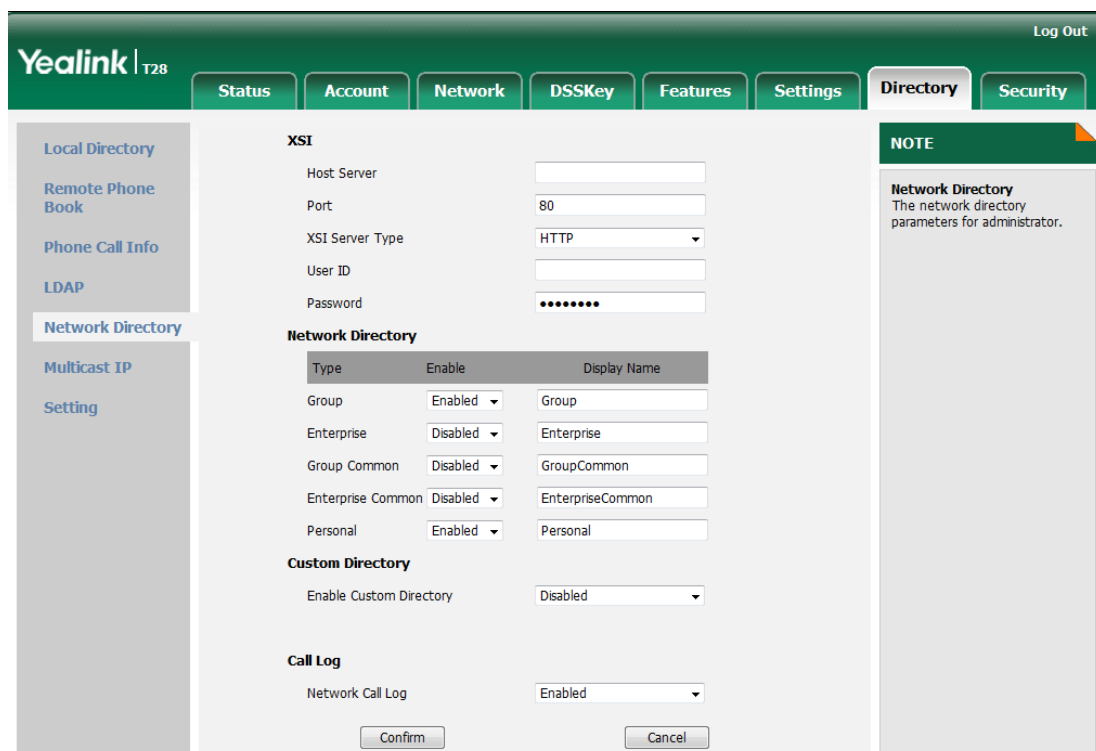 Log Out
Yealink T28
Status Account Network DSSKey Features Settings Directory Security
Local Directory
Remote Phone
Book
Phone Call Info
LDAP
Network Directory
Multicast IP
Setting
XSI
Host Server
Port 80
XSI Server Type HTTP
User ID
Password ••••••••
Network Directory
Type Enable Display Name
Group Enabled Group
Enterprise Disabled Enterprise
Group Common Disabled GroupCommon
Enterprise Common Disabled EnterpriseCommon
Personal Enabled Personal
Custom Directory
Enable Custom Directory Disabled
Call Log
Network Call Log Enabled
Confirm Cancel
NOTE
Network Directory
The network directory
parameters for administrator.